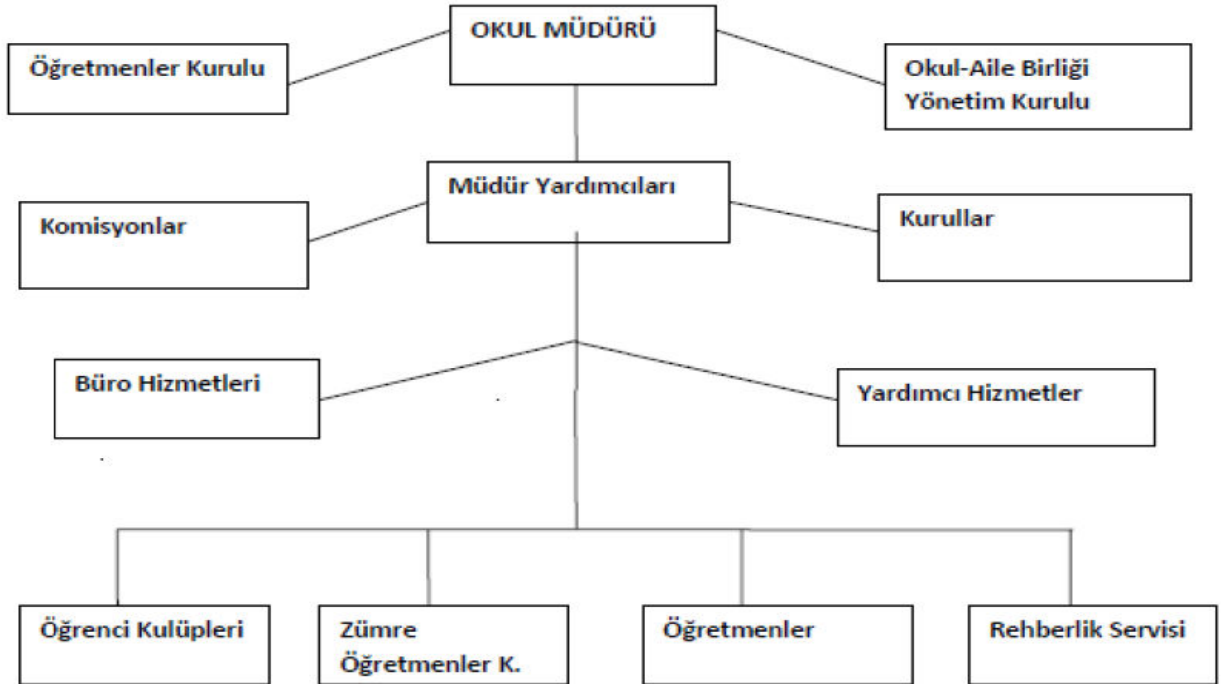 OKUL MÜDÜRÜ
Öğretmenler Kurulu
Okul-Aile Birliği
Yönetim Kurulu
Müdür Yardımcıları
Komisyonlar
Kurullar
Büro Hizmetleri
Yardımcı Hizmetler
Öğrenci Kulüpleri
Zümre
Öğretmenler K.
Öğretmenler
Rehberlik Servisi